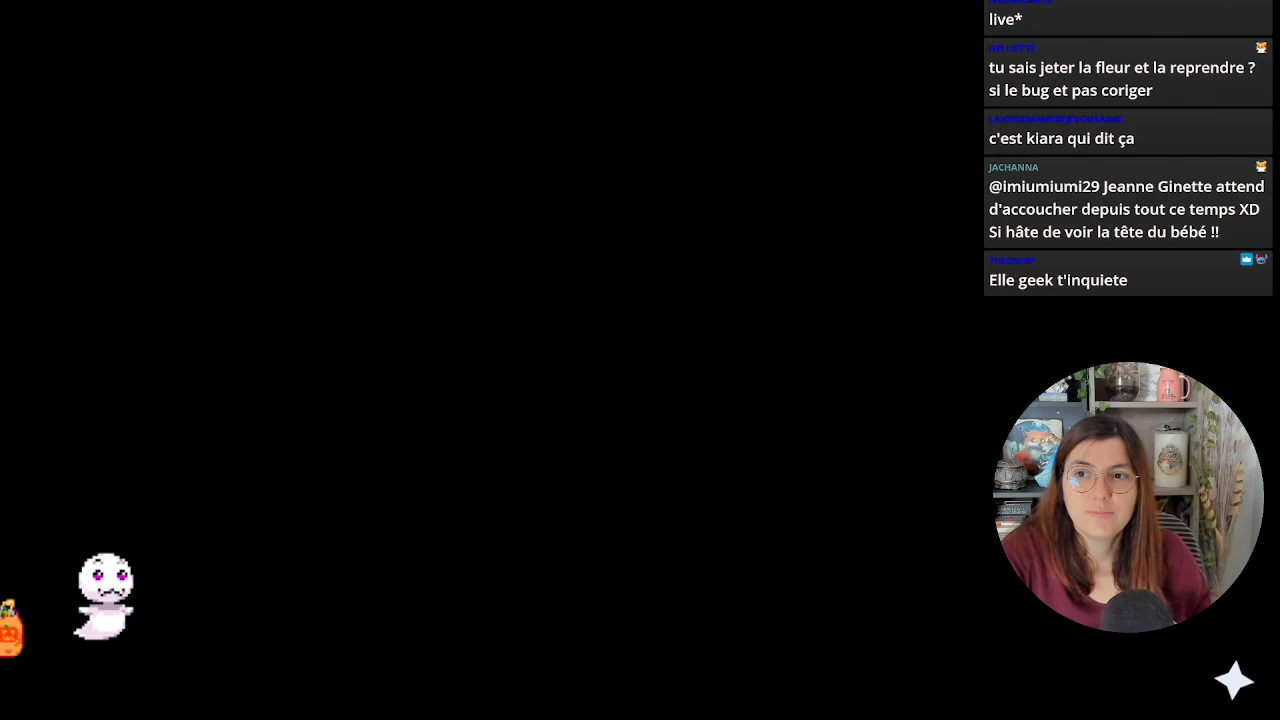 live*
tu sais jeter la fleur et la reprendre ?
si le bug et pas coriger
c'est kiara qui dit ça
JACHANNA
@imiumiumi29 Jeanne Ginette attend
d'accoucher depuis tout ce temps XD
Si hâte de voir la tête du bébé !!
THEOSHIP
Elle geek t'inquiete